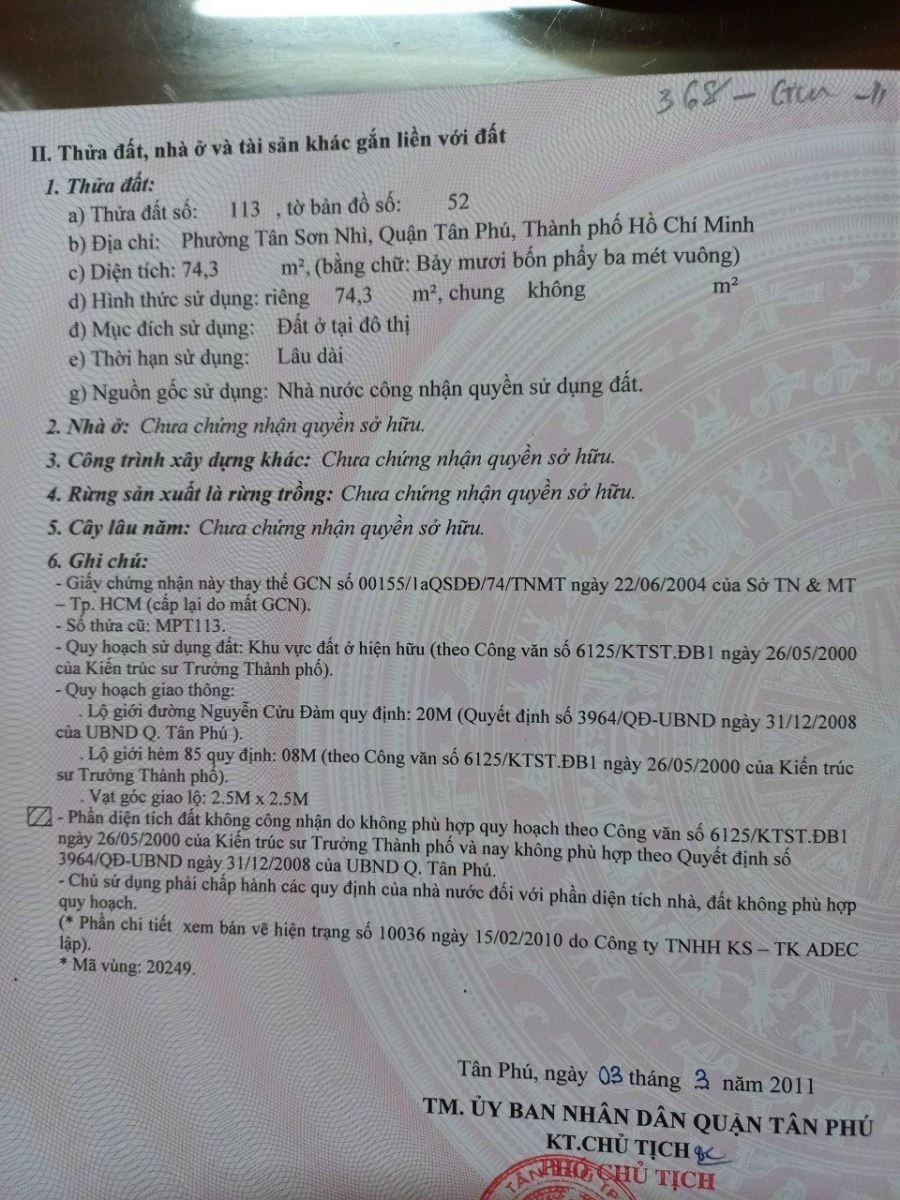 368 - GCN
II. Thửa đất, nhà ở và tài sản khác gắn liền với đất
1. Thửa đất:
a) Thửa đất số: 113 , tờ bản đồ số: 52
b) Địa chỉ: Phường Tân Sơn Nhì, Quận Tân Phú, Thành phố Hồ Chí Minh
c) Diện tích: 74,3 m², (bằng chữ: Bảy mươi bốn phẩy ba mét vuông)
d) Hình thức sử dụng: riêng 74,3 m², chung không m²
đ) Mục đích sử dụng: Đất ở tại đô thị
e) Thời hạn sử dụng: Lâu dài
g) Nguồn gốc sử dụng: Nhà nước công nhận quyền sử dụng đất.
2. Nhà ở: Chưa chứng nhận quyền sở hữu.
3. Công trình xây dựng khác: Chưa chứng nhận quyền sở hữu.
4. Rừng sản xuất là rừng trồng: Chưa chứng nhận quyền sở hữu.
5. Cây lâu năm: Chưa chứng nhận quyền sở hữu.
6. Ghi chú:
- Giấy chứng nhận này thay thế GCN số 00155/1aQSDĐ/74/TNMT ngày 22/06/2004 của Sở TN & MT
– Tp. HCM (cấp lại do mất GCN).
- Số thửa cũ: MPT113.
- Quy hoạch sử dụng đất: Khu vực đất ở hiện hữu (theo Công văn số 6125/KTST.ĐB1 ngày 26/05/2000
của Kiến trúc sư Trưởng Thành phố).
- Quy hoạch giao thông:
. Lộ giới đường Nguyễn Cửu Đàm quy định: 20M (Quyết định số 3964/QĐ-UBND ngày 31/12/2008
của UBND Q. Tân Phú ).
. Lộ giới hẻm 85 quy định: 08M (theo Công văn số 6125/KTST.ĐB1 ngày 26/05/2000 của Kiến trúc
sư Trưởng Thành phố).
. Vạt góc giao lộ: 2.5M x 2.5M
- Phần diện tích đất không công nhận do không phù hợp quy hoạch theo Công văn số 6125/KTST.ĐB1
ngày 26/05/2000 của Kiến trúc sư Trưởng Thành phố và nay không phù hợp theo Quyết định số
3964/QĐ-UBND ngày 31/12/2008 của UBND Q. Tân Phú.
- Chủ sử dụng phải chấp hành các quy định của nhà nước đối với phần diện tích nhà, đất không phù hợp
quy hoạch.
(* Phần chi tiết xem bản vẽ hiện trạng số 10036 ngày 15/02/2010 do Công ty TNHH KS – TK ADEC
lập).
* Mã vùng: 20249.
Tân Phú, ngày 03 tháng 3 năm 2011
TM. ỦY BAN NHÂN DÂN QUẬN TÂN PHÚ
KT.CHỦ TỊCH
PHÓ CHỦ TỊCH